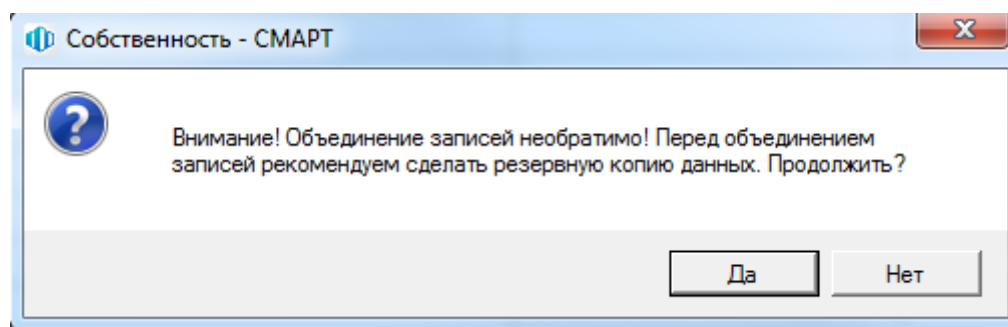 Собственность - СМАРТ
Внимание! Объединение записей необратимо! Перед объединением
записей рекомендуем сделать резервную копию данных. Продолжить?
Да
Нет